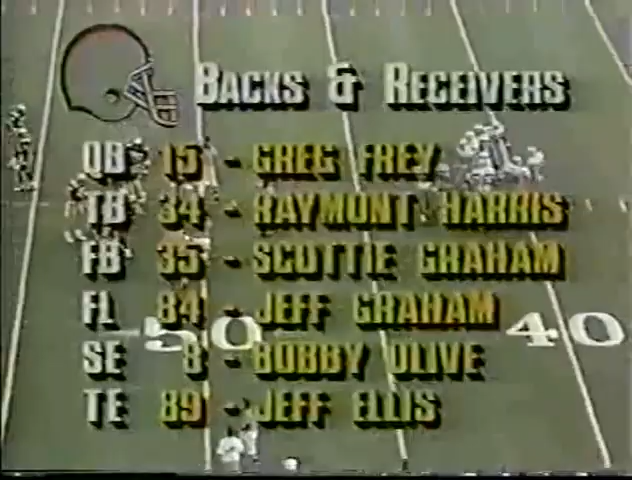 BACKS & RECEIVERS
QB 15 - GREG FREY
TB 34 - RAYMONT HARRIS
FB 35 - SCOTTIE GRAHAM
FL 84 - JEFF GRAHAM
SE 8 - BOBBY OLIVE
TE 89 - JEFF ELLIS
50 40